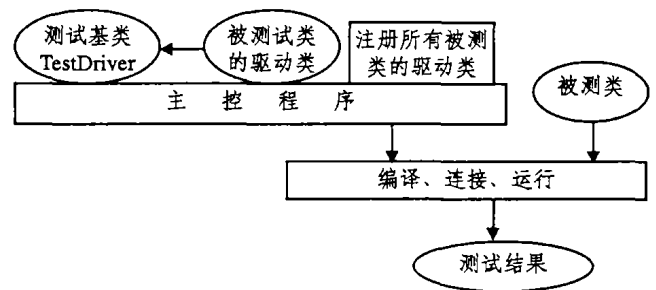 测试基类
TestDriver
被测试类
的驱动类
注册所有被测
类的驱动类
主 控 程 序
被测类
编译、连接、运行
测试结果